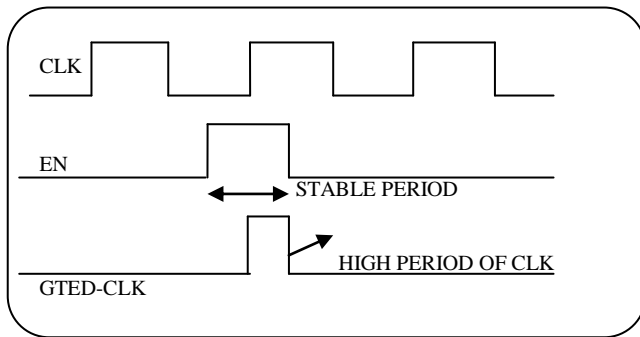 CLK
EN
STABLE PERIOD
HIGH PERIOD OF CLK
GTED-CLK